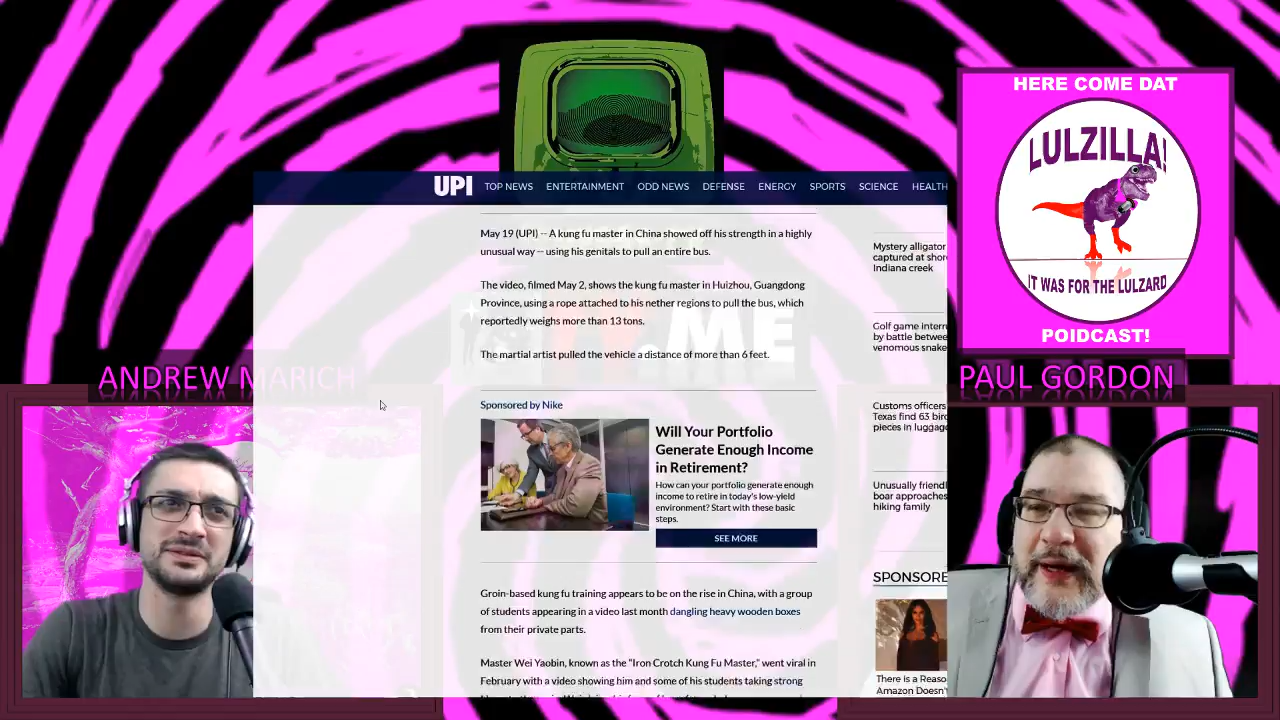 HERE COME DAT
LULZILLA!
IT WAS FOR THE LULZARD
POIDCAST!
UPI TOP NEWS ENTERTAINMENT ODD NEWS DEFENSE ENERGY SPORTS SCIENCE HEALTH
May 19 (UPI) -- A kung fu master in China showed off his strength in a highly
unusual way -- using his genitals to pull an entire bus.
The video, filmed May 2, shows the kung fu master in Huizhou, Guangdong
Province, using a rope attached to his nether regions to pull the bus, which
reportedly weighs more than 13 tons.
The martial artist pulled the vehicle a distance of more than 6 feet.
.ME
Sponsored by Nike
Will Your Portfolio
Generate Enough Income
in Retirement?
How can your portfolio generate enough
income to retire in today's low-yield
environment? Start with these basic
steps.
SEE MORE
Groin-based kung fu training appears to be on the rise in China, with a group
of students appearing in a video last month dangling heavy wooden boxes
from their private parts.
Master Wei Yaobin, known as the "Iron Crotch Kung Fu Master," went viral in
February with a video showing him and some of his students taking strong
Mystery alligator
captured at shor
Indiana creek
Golf game interr
by battle betwee
venomous snake
Customs officers
Texas find 63 bir
pieces in luggage
Unusually friendl
boar approaches
hiking family
SPONSORE
There is a Reaso
Amazon Doesn'
ANDREW MARICH
PAUL GORDON